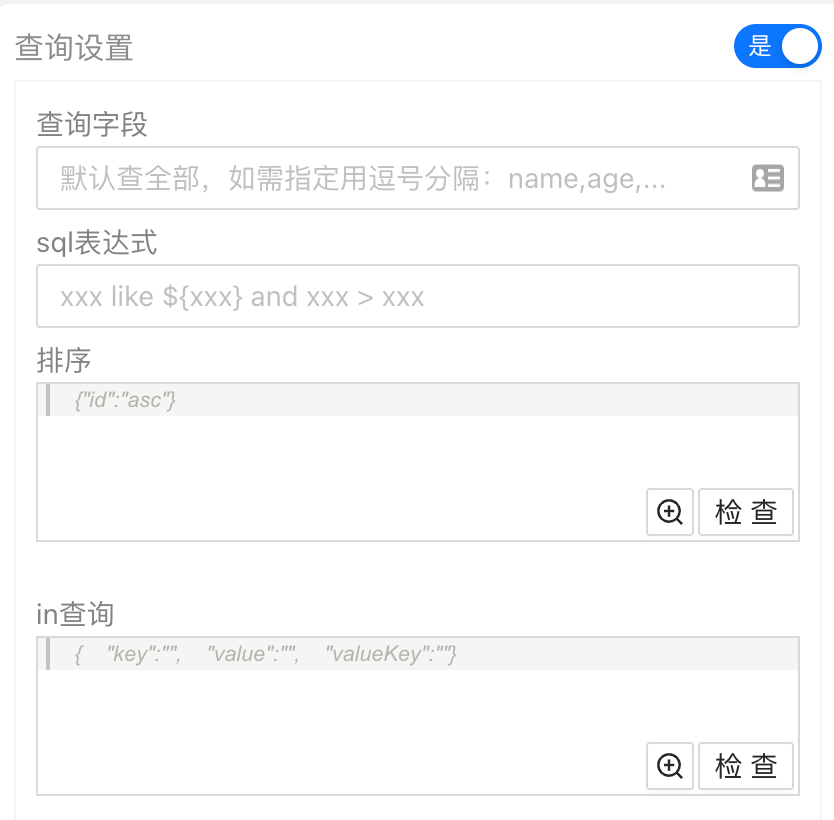 查询设置
是
查询字段
默认查全部，如需指定用逗号分隔：name,age,...
sql表达式
xxx like ${xxx} and xxx > xxx
排序
{"id":"asc"}
检 查
in查询
{ "key":"", "value":"", "valueKey":""}
检 查